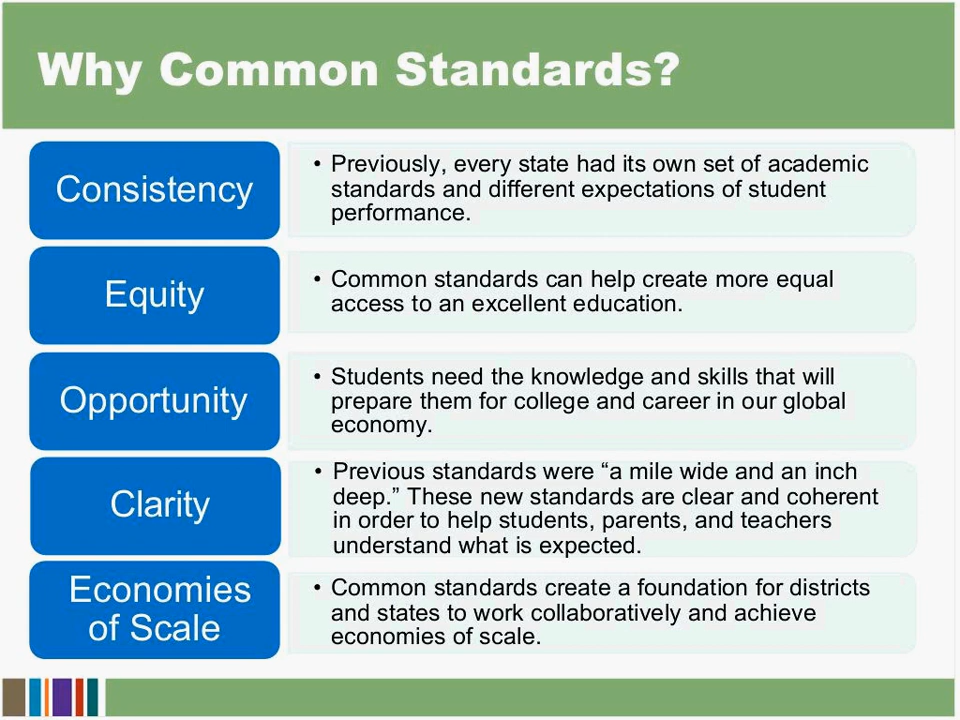 Why Common Standards?
Consistency
• Previously, every state had its own set of academic
standards and different expectations of student
performance.
Equity
• Common standards can help create more equal
access to an excellent education.
Opportunity
• Students need the knowledge and skills that will
prepare them for college and career in our global
economy.
Clarity
• Previous standards were “a mile wide and an inch
deep.” These new standards are clear and coherent
in order to help students, parents, and teachers
understand what is expected.
Economies
of Scale
• Common standards create a foundation for districts
and states to work collaboratively and achieve
economies of scale.